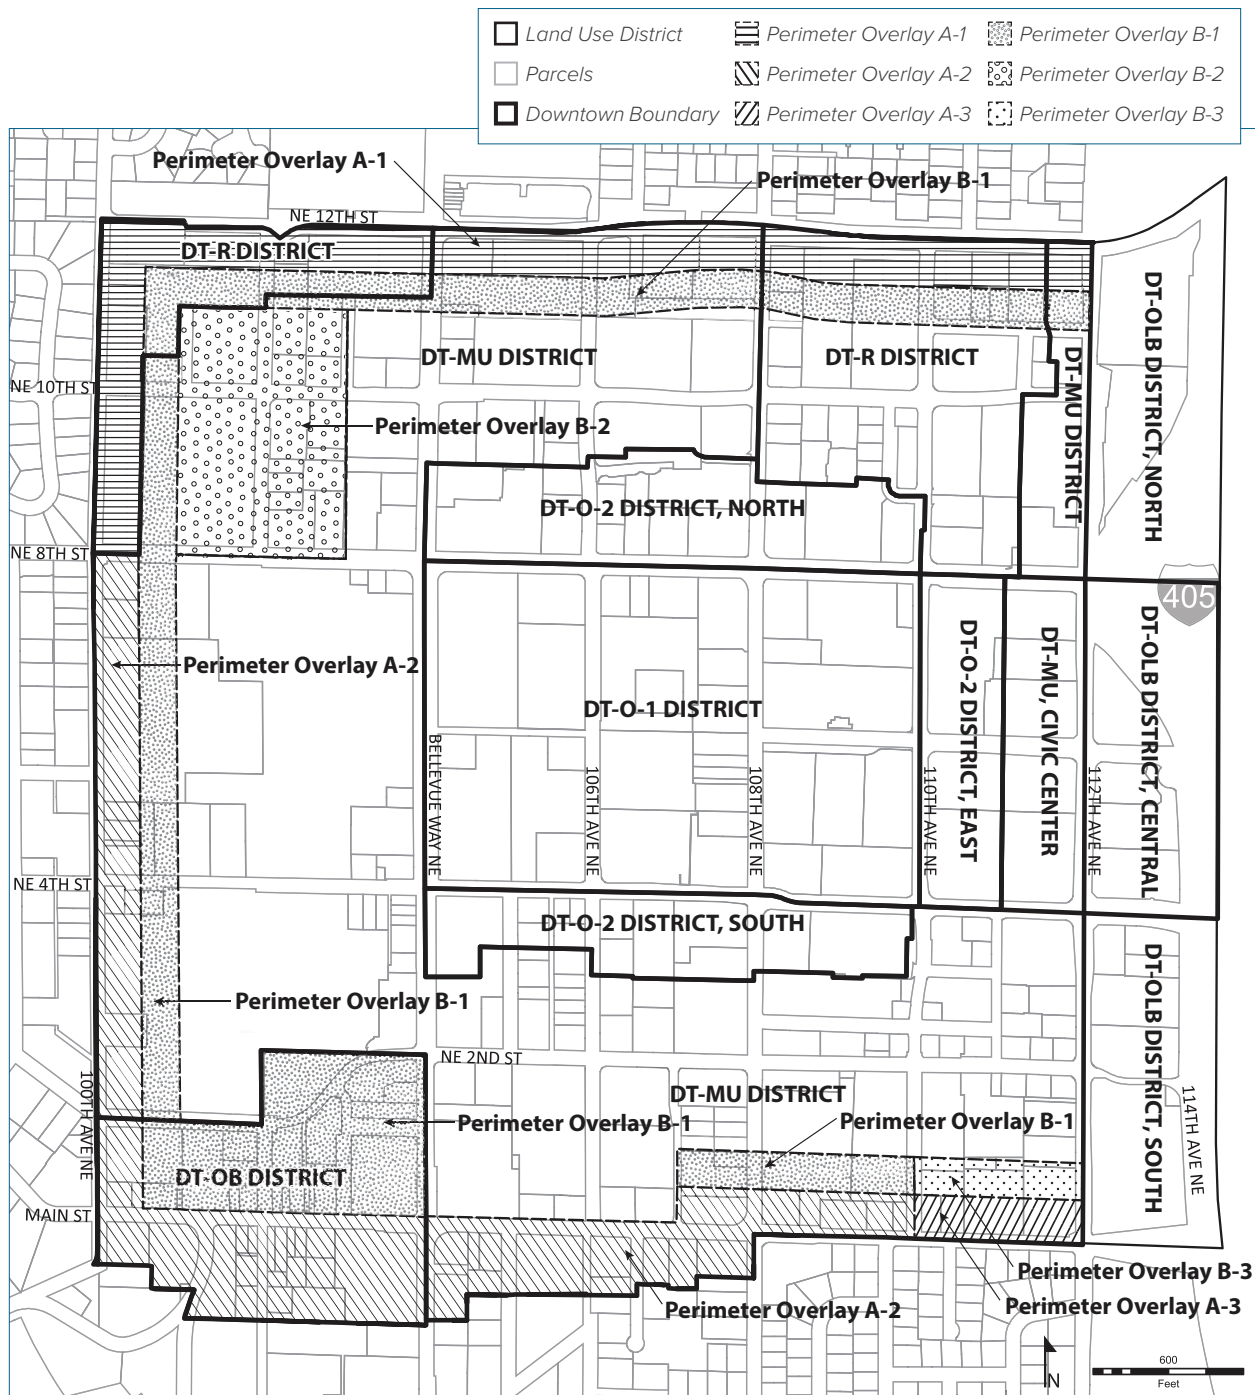 Land Use District
Perimeter Overlay A-1
Perimeter Overlay B-1
Parcels
Perimeter Overlay A-2
Perimeter Overlay B-2
Downtown Boundary
Perimeter Overlay A-3
Perimeter Overlay B-3
Perimeter Overlay A-1
Perimeter Overlay B-1
NE 12TH ST
DT-R DISTRICT
DT-OLB DISTRICT, NORTH
DT-MU DISTRICT
DT-R DISTRICT
DT-MU DISTRICT
NE 10TH ST
Perimeter Overlay B-2
DT-O-2 DISTRICT, NORTH
NE 8TH ST
405
Perimeter Overlay A-2
DT-O-1 DISTRICT
DT-O-2 DISTRICT, EAST
DT-MU, CIVIC CENTER
DT-OLB DISTRICT, CENTRAL
BELLEVUE WAY NE
106TH AVE NE
108TH AVE NE
110TH AVE NE
112TH AVE NE
NE 4TH ST
DT-O-2 DISTRICT, SOUTH
Perimeter Overlay B-1
NE 2ND ST
DT-OLB DISTRICT, SOUTH
DT-MU DISTRICT
100TH AVE NE
114TH AVE NE
Perimeter Overlay B-1
Perimeter Overlay B-1
DT-OB DISTRICT
MAIN ST
Perimeter Overlay B-3
Perimeter Overlay A-3
Perimeter Overlay A-2
N
600
Feet